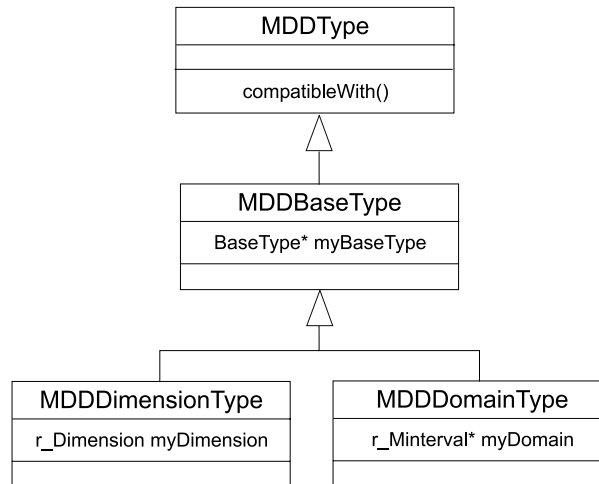 MDDType
compatibleWith()
MDDBaseType
BaseType* myBaseType
MDDDimensionType
r_Dimension myDimension
MDDDomainType
r_Minterval* myDomain